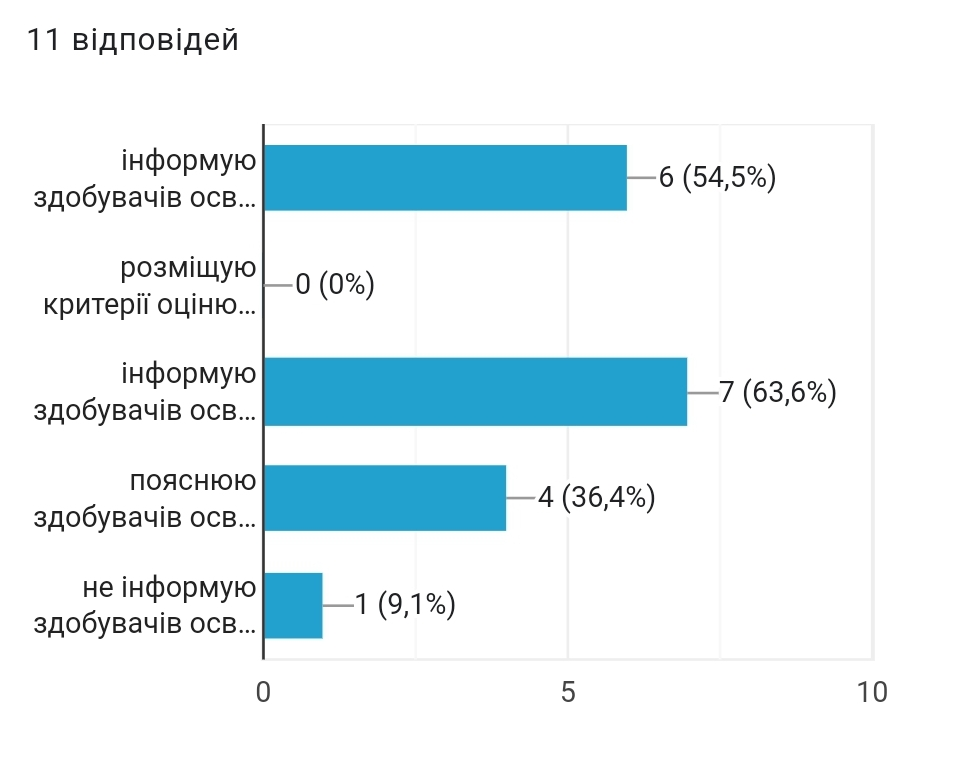 11 відповідей
інформую
здобувачів осв...
6 (54,5%)
розміщую
критерії оціню...
0 (0%)
інформую
здобувачів осв...
7 (63,6%)
пояснюю
здобувачів осв...
4 (36,4%)
не інформую
здобувачів осв...
1 (9,1%)
0 5 10